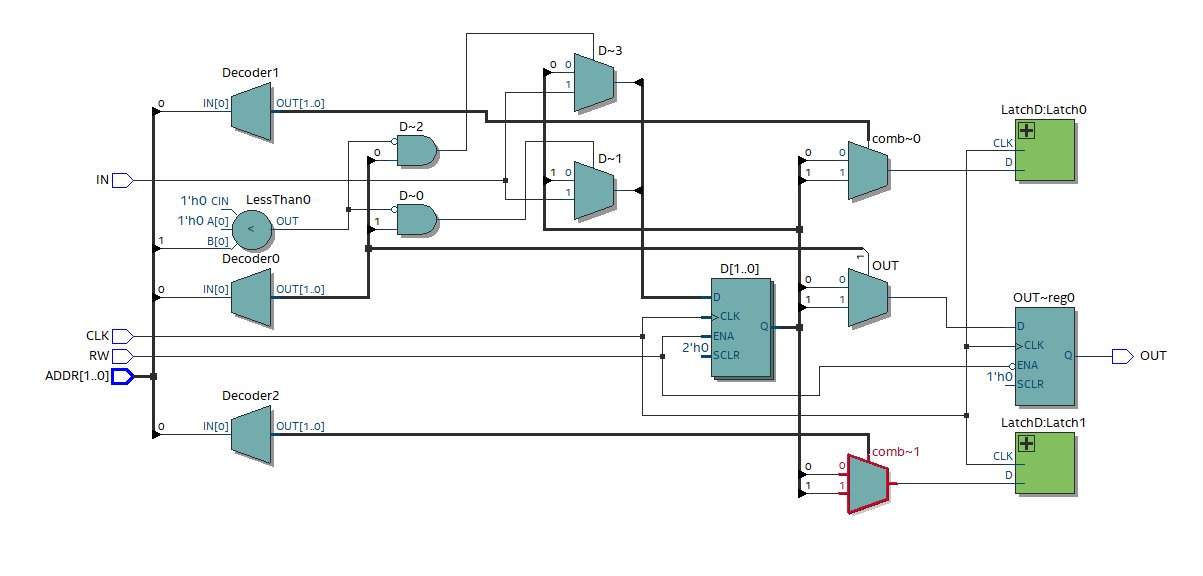 D~3
0 0
1
Decoder1
0 IN[0] OUT[1..0]
LatchD:Latch0
CLK
D
D~2
0
comb~0
0 0
1 1
D~1
1 0
1
IN
D~0
1
LessThan0
1'h0 CIN
1'h0 A[0] < OUT
1 B[0]
Decoder0
0 IN[0] OUT[1..0]
1
OUT
0 0
1 1
D[1..0]
D
CLK
ENA
2'h0 SCLR
Q
OUT~reg0
D
CLK
ENA
1'h0 SCLR
Q
OUT
CLK
RW
ADDR[1..0]
Decoder2
0 IN[0] OUT[1..0]
comb~1
0 0
1 1
LatchD:Latch1
CLK
D